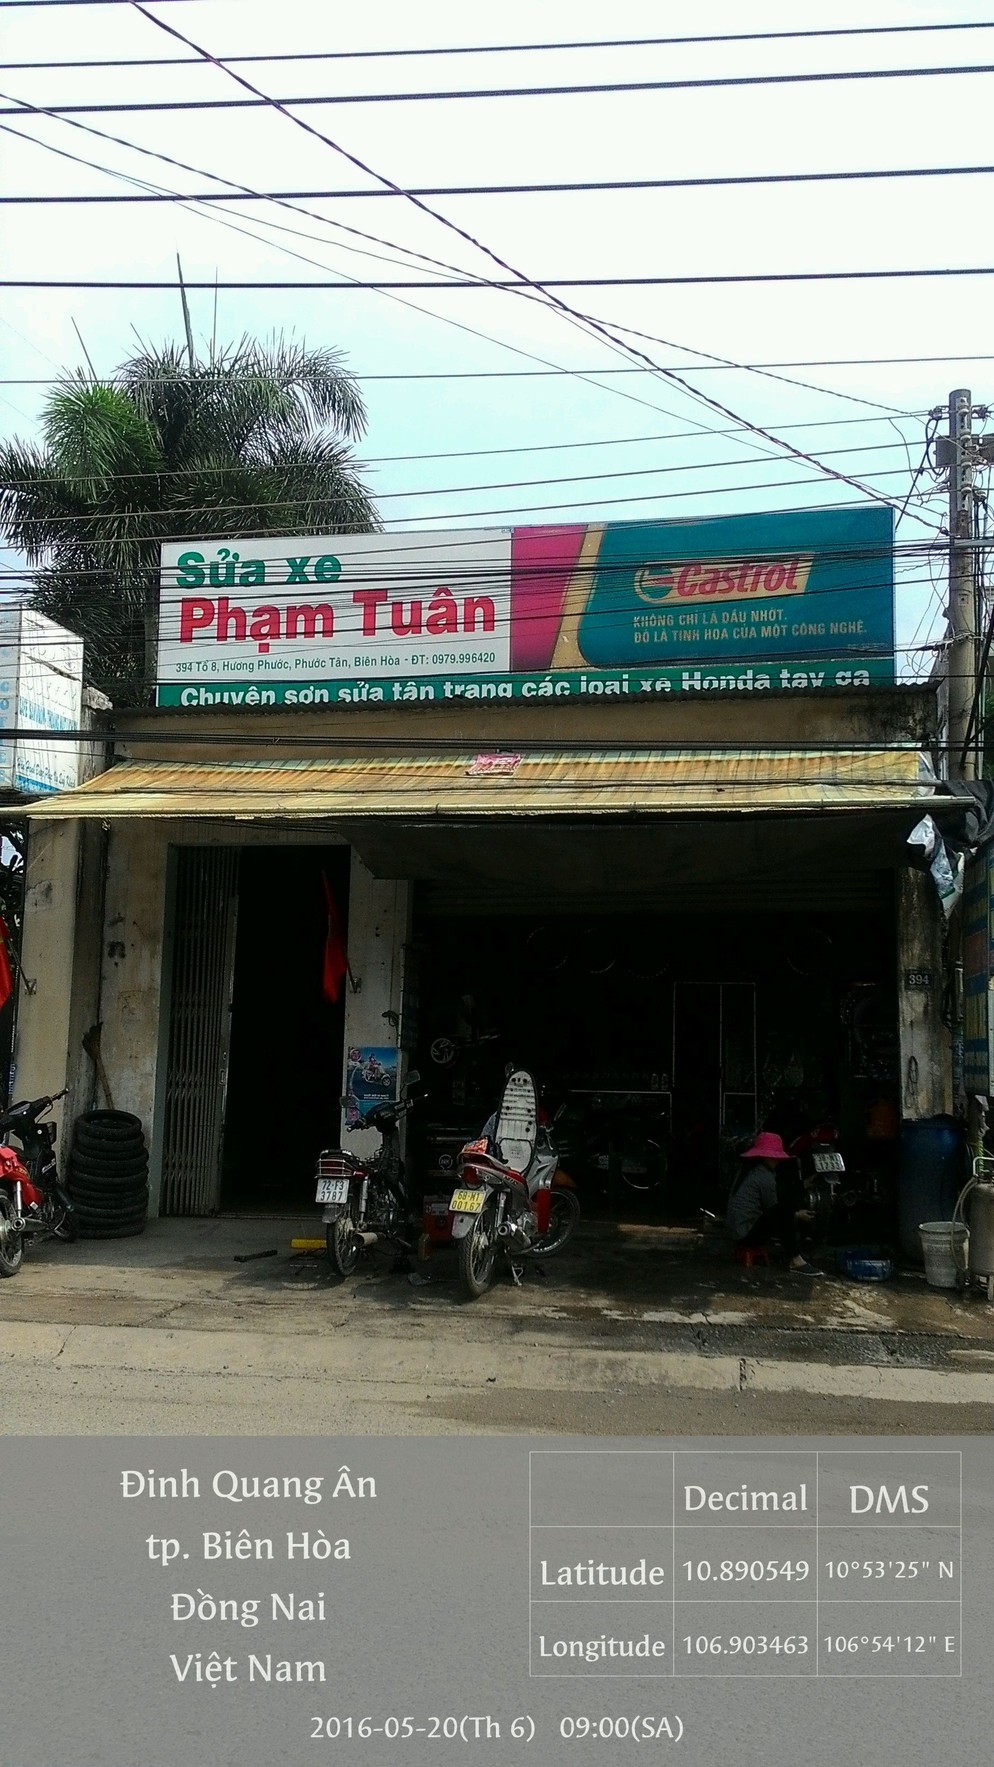 Sửa xe
Phạm Tuân
394 Tổ 8, Hương Phước, Phước Tân, Biên Hòa - ĐT: 0979.996420
Castrol
KHÔNG CHỈ LÀ DẦU NHỚT.
ĐÓ LÀ TINH HOA CỦA MỘT CÔNG NGHỆ.
Chuyên sơn sửa tân trang các loại xe Honda tay ga
394
72-F3
3787
68-M1
001.67
Đinh Quang Ân
tp. Biên Hòa
Đồng Nai
Việt Nam
Decimal DMS
Latitude 10.890549 10°53'25" N
Longitude 106.903463 106°54'12" E
2016-05-20(Th 6) 09:00(SA)